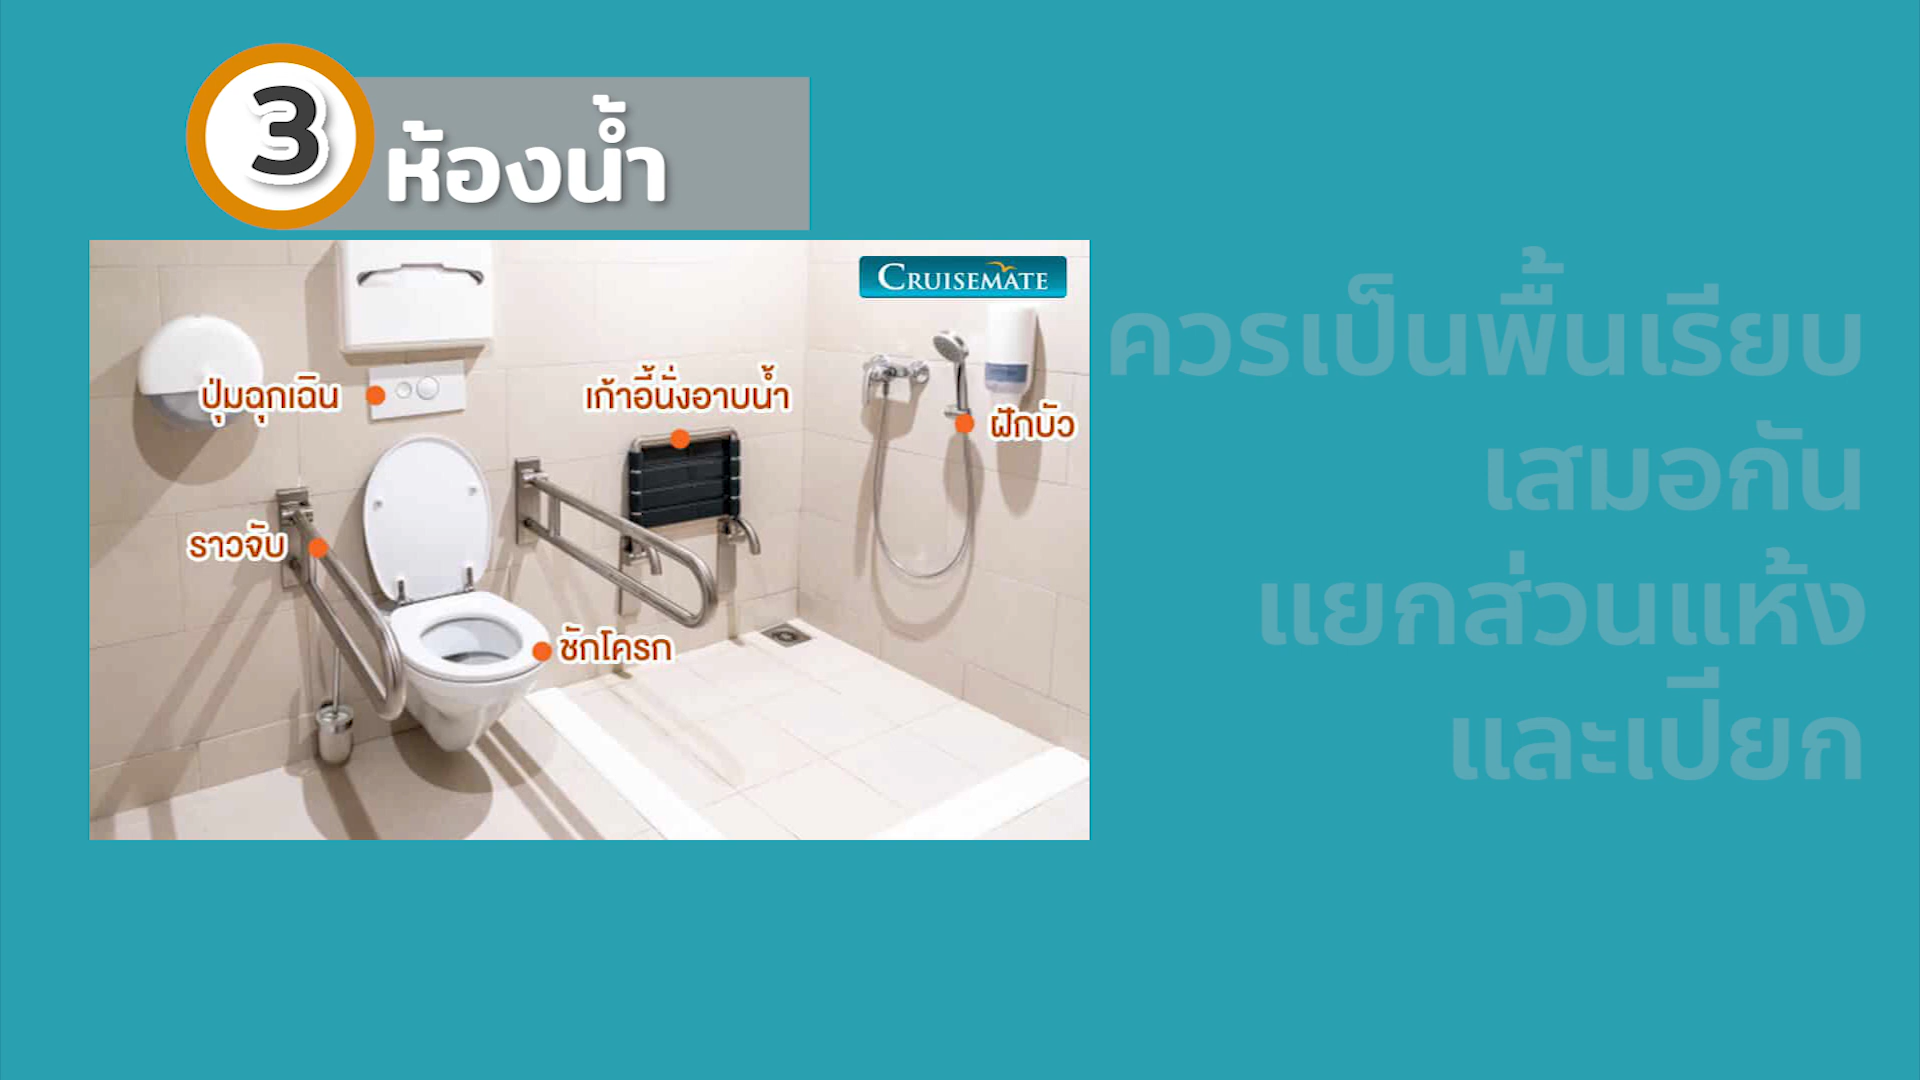 3
ห้องน้ำ
CRUISEMATE
ปุ่มฉุกเฉิน
เก้าอี้นั่งอาบน้ำ
ฝักบัว
ราวจับ
ชักโครก
ควรเป็นพื้นเรียบ
เสมอกัน
แยกส่วนแห้ง
และเปียก